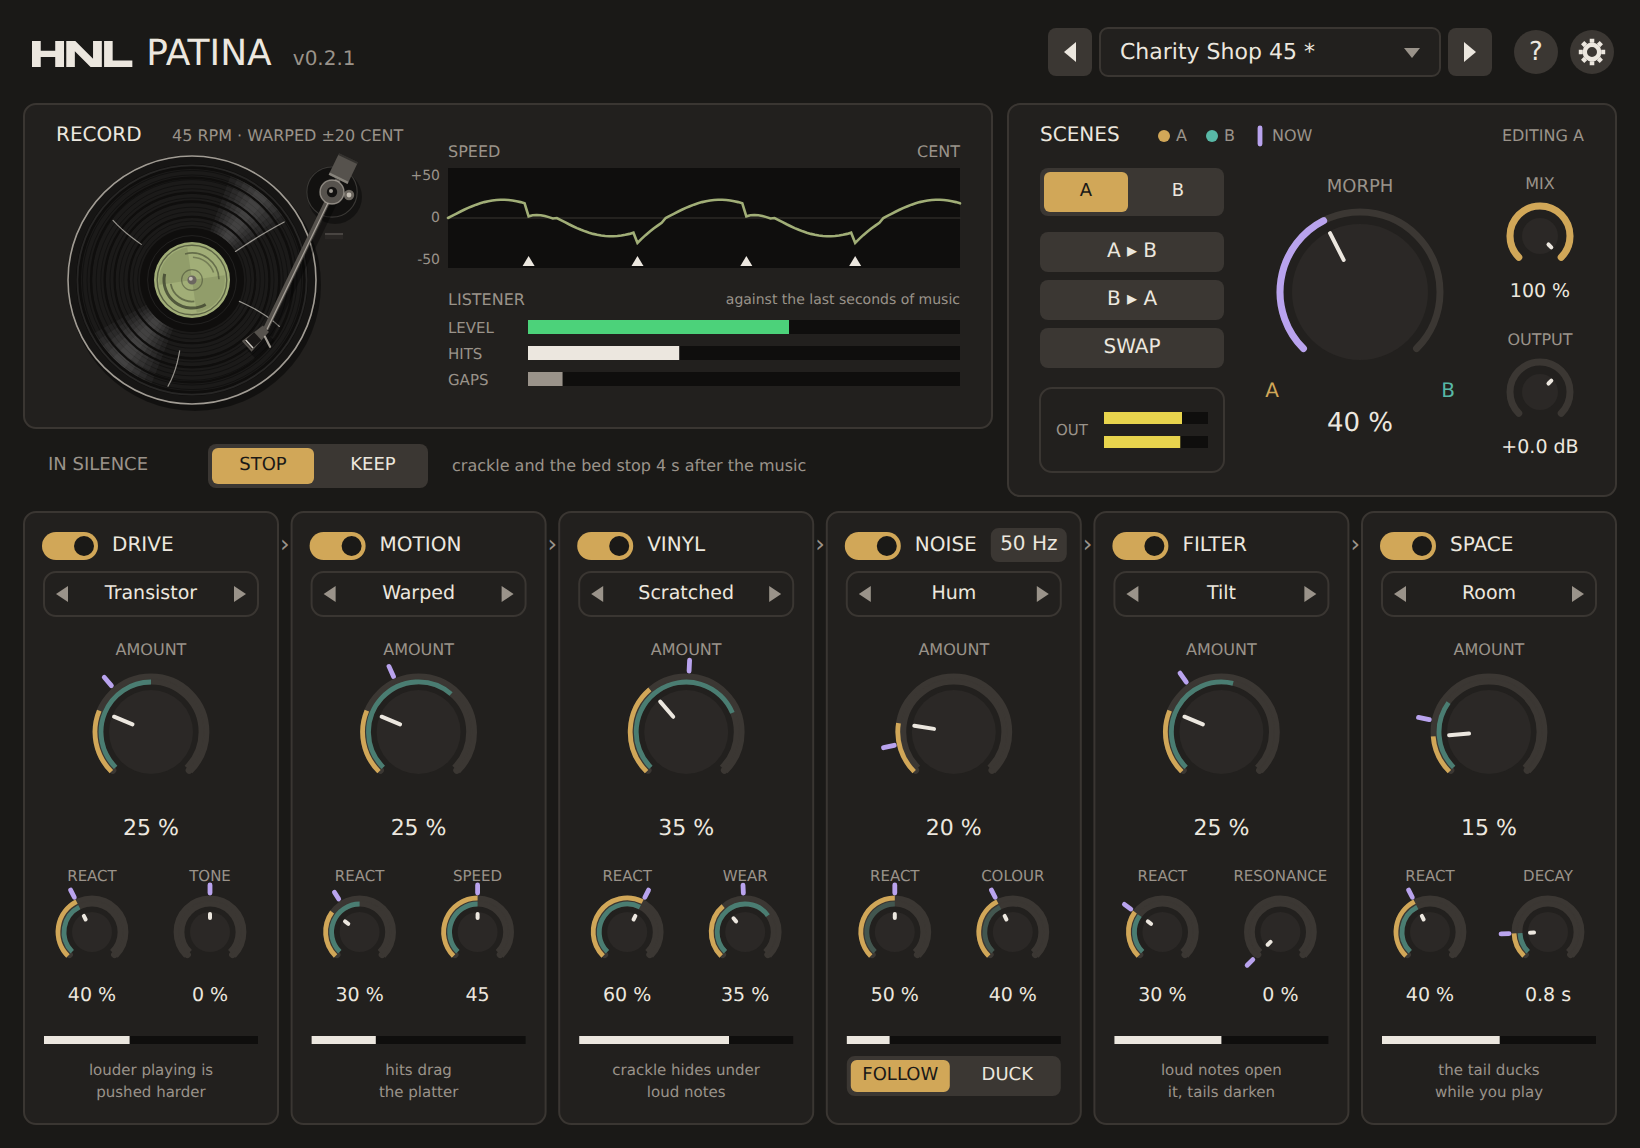 HNL PATINA v0.2.1
Charity Shop 45 *
?
RECORD 45 RPM · WARPED ±20 CENT
SPEED CENT
+50
0
-50
LISTENER against the last seconds of music
LEVEL
HITS
GAPS
IN SILENCE STOP KEEP crackle and the bed stop 4 s after the music
SCENES A B NOW EDITING A
A B
A ▸ B
B ▸ A
SWAP
OUT
MORPH
A B
40 %
MIX
100 %
OUTPUT
+0.0 dB
DRIVE
Transistor
AMOUNT
25 %
REACT TONE
40 % 0 %
louder playing is
pushed harder
MOTION
Warped
AMOUNT
25 %
REACT SPEED
30 % 45
hits drag
the platter
VINYL
Scratched
AMOUNT
35 %
REACT WEAR
60 % 35 %
crackle hides under
loud notes
NOISE 50 Hz
Hum
AMOUNT
20 %
REACT COLOUR
50 % 40 %
FOLLOW DUCK
FILTER
Tilt
AMOUNT
25 %
REACT RESONANCE
30 % 0 %
loud notes open
it, tails darken
SPACE
Room
AMOUNT
15 %
REACT DECAY
40 % 0.8 s
the tail ducks
while you play